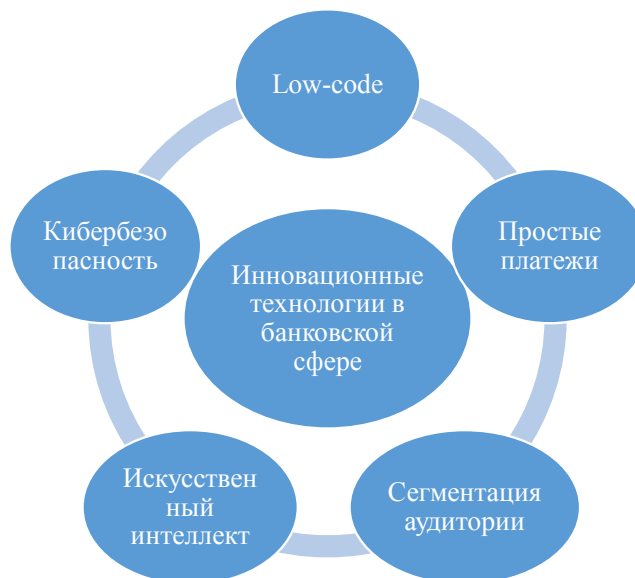 Low-code
Простые
платежи
Сегментация
аудитории
Искусствен
ный
интеллект
Кибербезо
пасность
Инновационные
технологии в
банковской
сфере